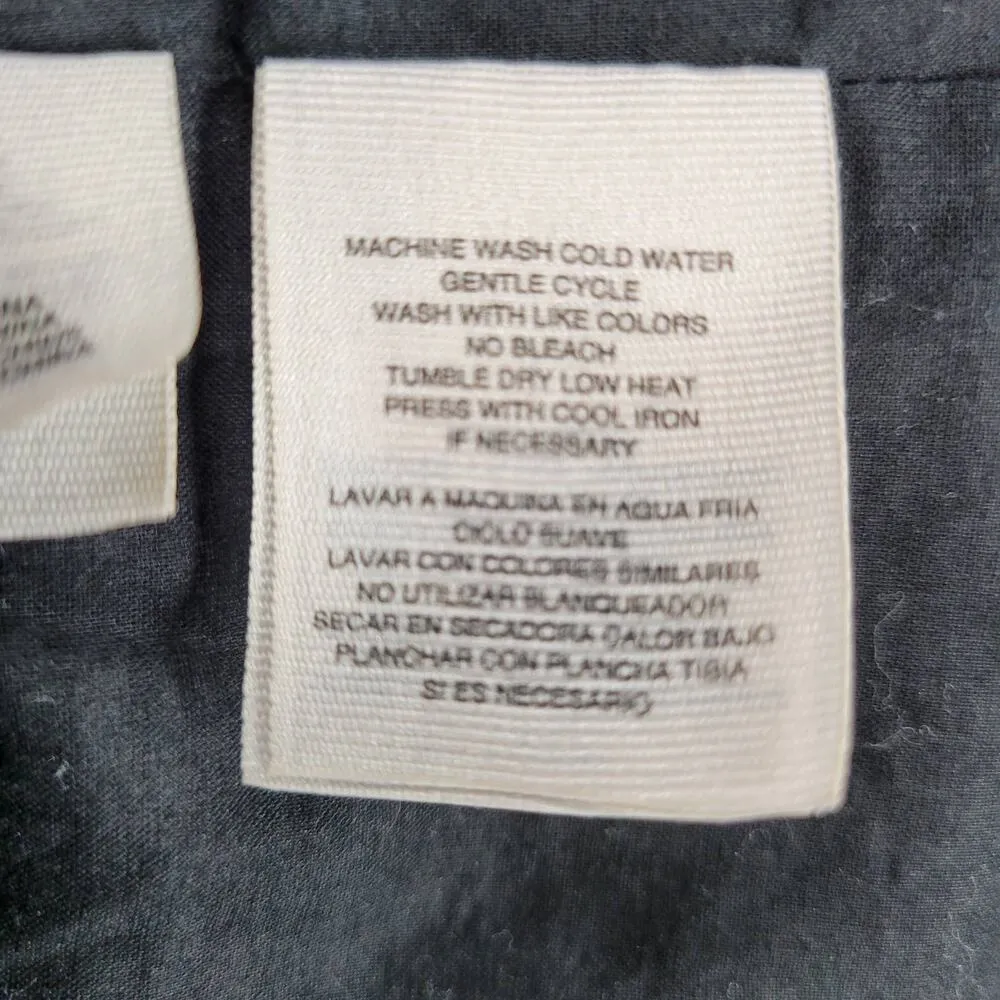 MACHINE WASH COLD WATER
GENTLE CYCLE
WASH WITH LIKE COLORS
NO BLEACH
TUMBLE DRY LOW HEAT
PRESS WITH COOL IRON
IF NECESSARY
LAVAR A MAQUINA EN AGUA FRIA
CICLO SUAVE
LAVAR CON COLORES SIMILARES
NO UTILIZAR BLANQUEADOR
SECAR EN SECADORA CALOR BAJO
PLANCHAR CON PLANCHA TIBIA
SI ES NECESARIO